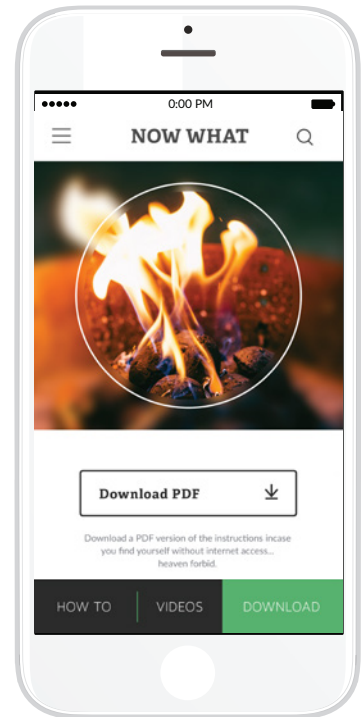 0:00 PM
NOW WHAT
Download PDF
Download a PDF version of the instructions incase
you find yourself without internet access...
heaven forbid.
HOW TO
VIDEOS
DOWNLOAD